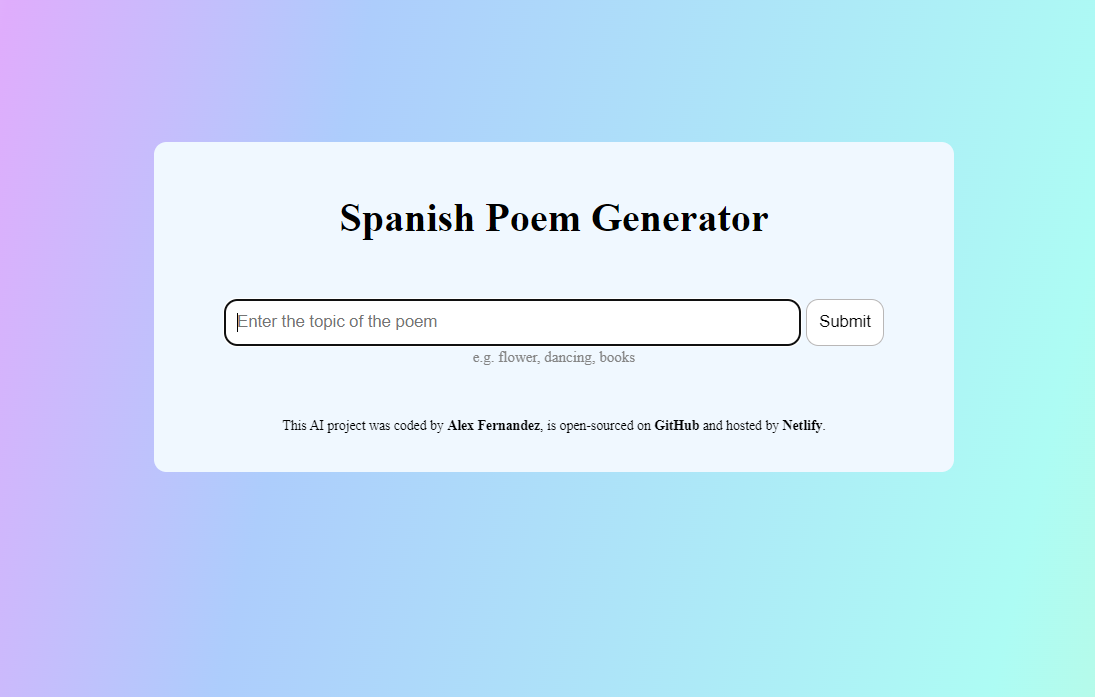 Spanish Poem Generator
Enter the topic of the poem
Submit
e.g. flower, dancing, books
This AI project was coded by Alex Fernandez, is open-sourced on GitHub and hosted by Netlify.